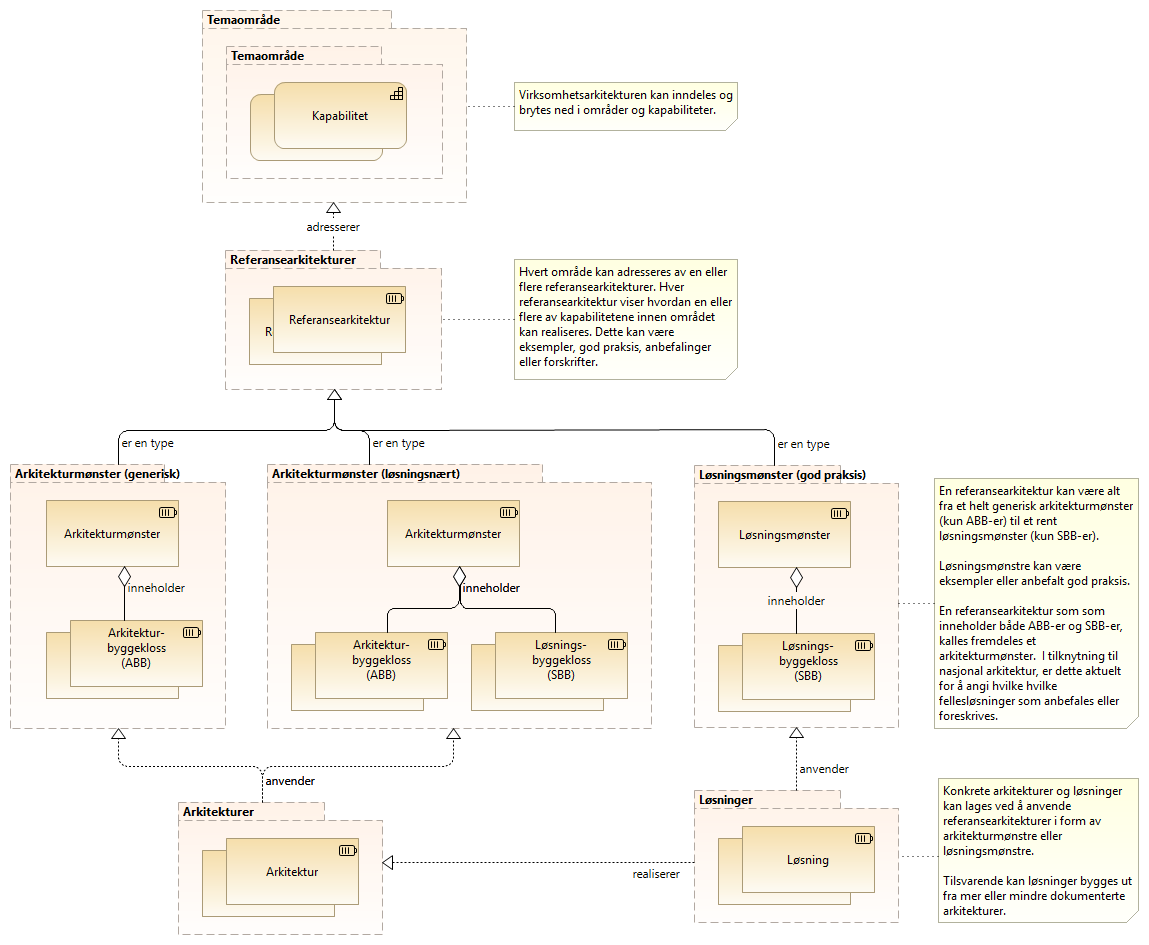 Temaområde
Temaområde
Kapabilitet
Virksomhetsarkitekturen kan inndeles og
brytes ned i områder og kapabiliteter.
adresserer
Referansearkitekturer
R
Referansearkitektur
Hvert område kan adresseres av en eller
flere referansearkitekturer. Hver
referansearkitektur viser hvordan en eller
flere av kapabilitetene innen området
kan realiseres. Dette kan være
eksempler, god praksis, anbefalinger
eller forskrifter.
er en type
er en type
er en type
Arkitekturmønster (generisk)
Arkitekturmønster
inneholder
Arkitektur-
byggekloss
(ABB)
Arkitekturmønster (løsningsnært)
Arkitekturmønster
inneholder
Arkitektur-
byggekloss
(ABB)
Løsnings-
byggekloss
(SBB)
Løsningsmønster (god praksis)
Løsningsmønster
inneholder
Løsnings-
byggekloss
(SBB)
En referansearkitektur kan være alt
fra et helt generisk arkitekturmønster
(kun ABB-er) til et rent
løsningsmønster (kun SBB-er).
Løsningsmønstre kan være
eksempler eller anbefalt god praksis.
En referansearkitektur som som
inneholder både ABB-er og SBB-er,
kalles fremdeles et
arkitekturmønster.  I tilknytning til
nasjonal arkitektur, er dette aktuelt
for å angi hvilke hvilke
fellesløsninger som anbefales eller
foreskrives.
anvender
anvender
Arkitekturer
Arkitektur
realiserer
Løsninger
Løsning
Konkrete arkitekturer og løsninger
kan lages ved å anvende
referansearkitekturer i form av
arkitekturmønstre eller
løsningsmønstre.
Tilsvarende kan løsninger bygges ut
fra mer eller mindre dokumenterte
arkitekturer.